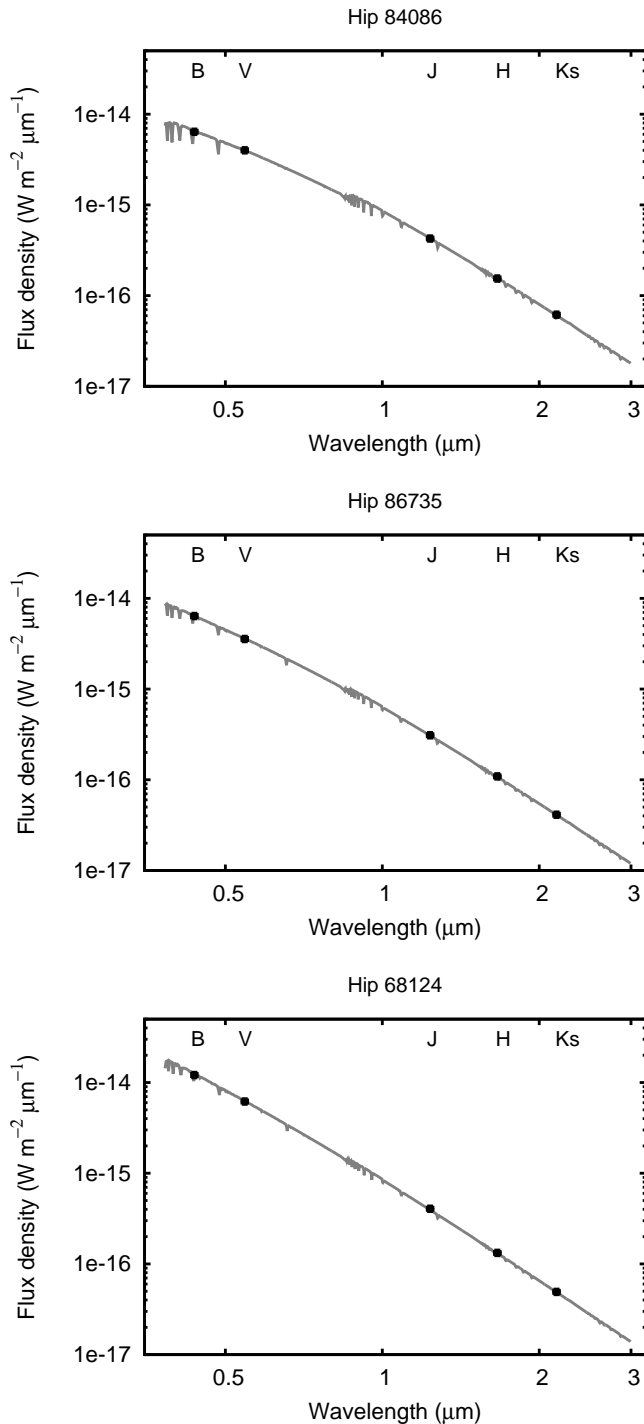 Hip 84086
B V J H Ks
1e-14
1e-15
1e-16
1e-17
Flux density (W m−2 μm−1)
0.5 1 2 3
Wavelength (μm)
Hip 86735
B V J H Ks
1e-14
1e-15
1e-16
1e-17
Flux density (W m−2 μm−1)
0.5 1 2 3
Wavelength (μm)
Hip 68124
B V J H Ks
1e-14
1e-15
1e-16
1e-17
Flux density (W m−2 μm−1)
0.5 1 2 3
Wavelength (μm)